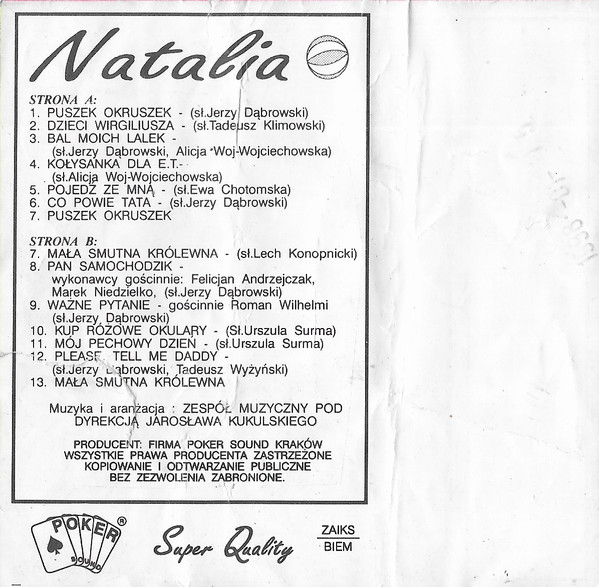 Natalia
STRONA A:
1. PUSZEK OKRUSZEK - (sł.Jerzy Dąbrowski)
2. DZIECI WIRGILIUSZA - (sł.Tadeusz Klimowski)
3. BAL MOICH LALEK -
(sł.Jerzy Dąbrowski, Alicja Woj-Wojciechowska)
4. KOŁYSANKA DLA E.T.-
(sł.Alicja Woj-Wojciechowska)
5. POJEDŹ ZE MNĄ - (sł.Ewa Chotomska)
6. CO POWIE TATA - (sł.Jerzy Dąbrowski)
7. PUSZEK OKRUSZEK
STRONA B:
7. MAŁA SMUTNA KRÓLEWNA - (sł.Lech Konopnicki)
8. PAN SAMOCHODZIK -
wykonawcy gościnnie: Felicjan Andrzejczak,
Marek Niedzielko, (sł.Jerzy Dąbrowski)
9. WAŻNE PYTANIE - gościnnie Roman Wilhelmi
(sł.Jerzy Dąbrowski)
10. KUP RÓŻOWE OKULARY - (Sł.Urszula Surma)
11. MÓJ PECHOWY DZIEŃ - (sł.Urszula Surma)
12. PLEASE, TELL ME DADDY -
(sł.Jerzy Dąbrowski, Tadeusz Wyżyński)
13. MAŁA SMUTNA KRÓLEWNA
Muzyka i aranżacja : ZESPÓŁ MUZYCZNY POD
DYREKCJĄ JAROSŁAWA KUKULSKIEGO
PRODUCENT: FIRMA POKER SOUND KRAKÓW
WSZYSTKIE PRAWA PRODUCENTA ZASTRZEŻONE
KOPIOWANIE I ODTWARZANIE PUBLICZNE
BEZ ZEZWOLENIA ZABRONIONE.
POKER ®
SOUND
Super Quality
ZAIKS
BIEM